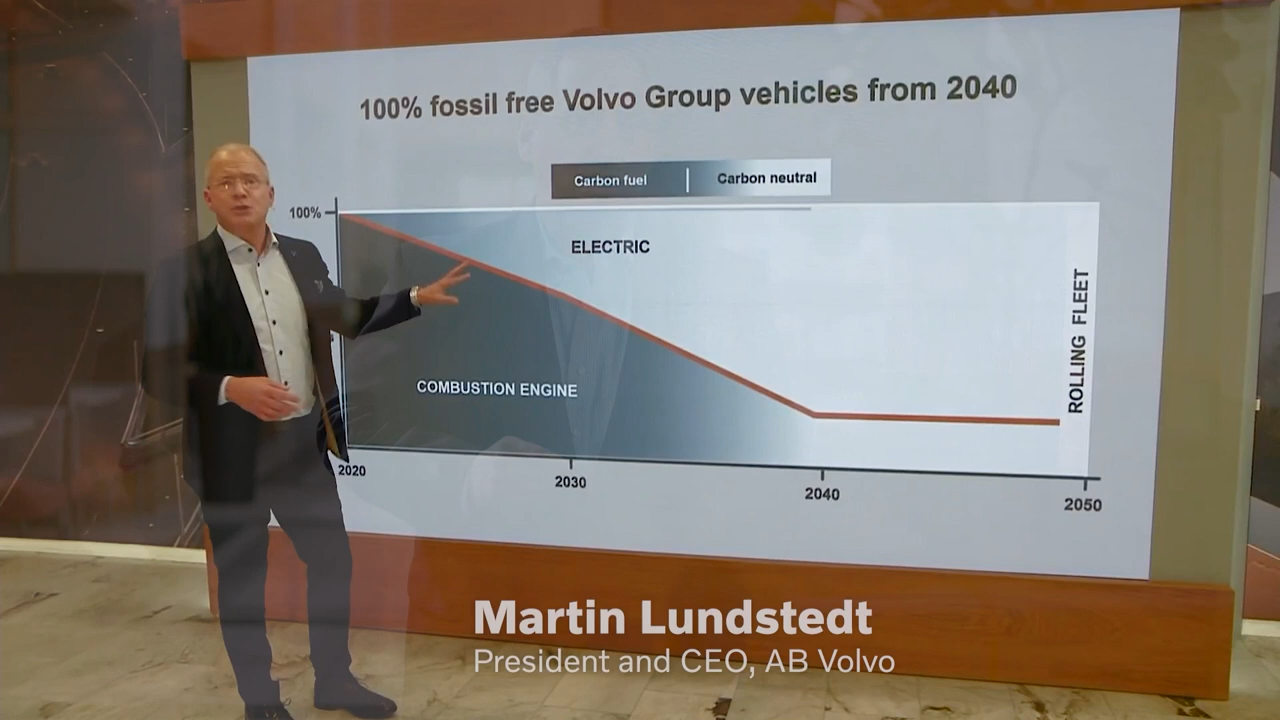 100% fossil free Volvo Group vehicles from 2040
Carbon fuel | Carbon neutral
100%
ELECTRIC
COMBUSTION ENGINE
ROLLING FLEET
2020
2030
2040
2050
Martin Lundstedt
President and CEO, AB Volvo